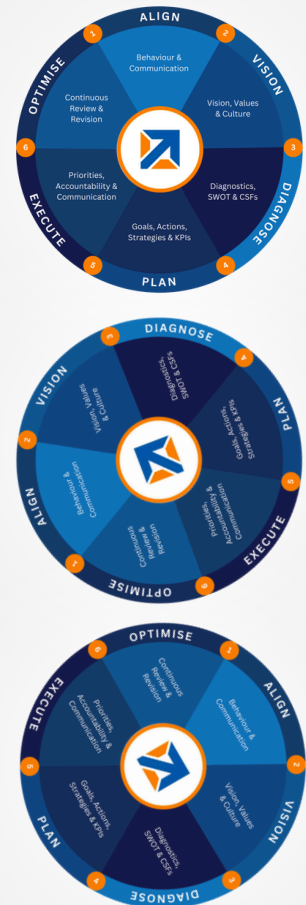 ALIGN
1
2
Behaviour &
Communication
OPTIMISE
VISION
Continuous
Review &
Revision
Vision, Values
& Culture
6
3
Priorities,
Accountability &
Communication
Diagnostics,
SWOT & CSFs
Goals, Actions,
Strategies & KPIs
EXECUTE
DIAGNOSE
5
4
PLAN
DIAGNOSE
3
4
Diagnostics,
SWOT & CSFs
VISION
PLAN
Vision, Values
& Culture
Goals, Actions,
Strategies & KPIs
2
5
Behaviour &
Communication
Priorities,
Accountability &
Communication
Continuous
Review &
Revision
ALIGN
EXECUTE
1
6
OPTIMISE
OPTIMISE
6
1
Continuous
Review &
Revision
EXECUTE
ALIGN
Priorities,
Accountability &
Communication
Behaviour &
Communication
5
2
Goals, Actions,
Strategies & KPIs
Vision, Values
& Culture
Diagnostics,
SWOT & CSFs
PLAN
VISION
4
3
DIAGNOSE